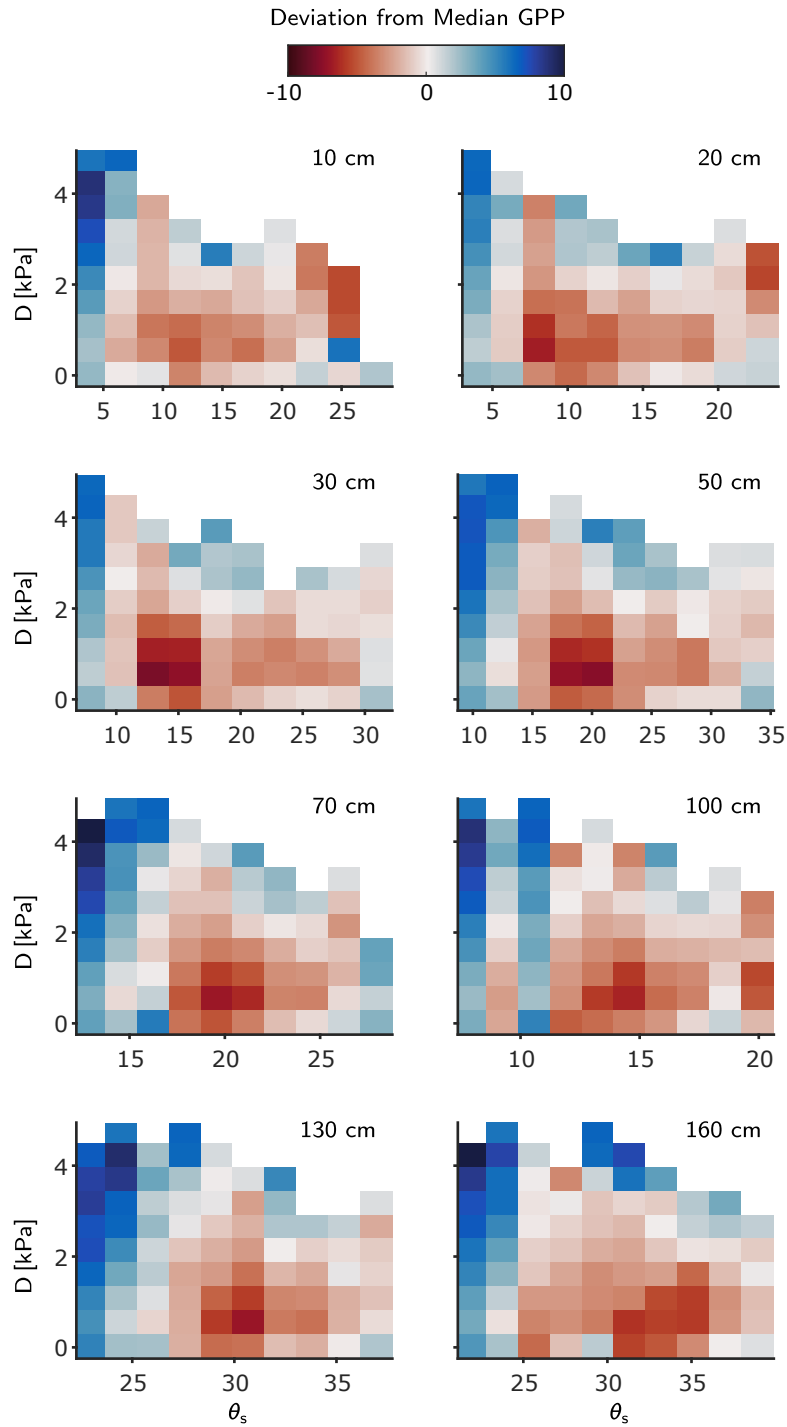 Deviation from Median GPP
-10 0 10
10 cm 20 cm
D [kPa]
4
2
0
5 10 15 20 25
5 10 15 20
30 cm 50 cm
D [kPa]
4
2
0
10 15 20 25 30
10 15 20 25 30 35
70 cm 100 cm
D [kPa]
4
2
0
15 20 25
10 15 20
130 cm 160 cm
D [kPa]
4
2
0
25 30 35
25 30 35
θs θs